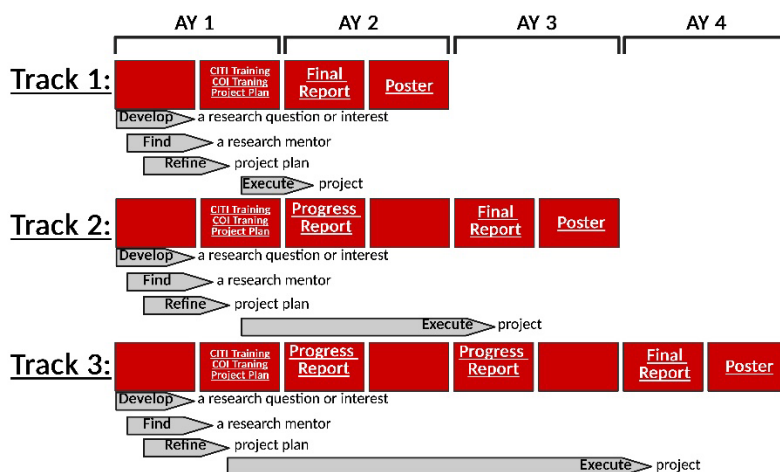 AY 1 AY 2 AY 3 AY 4
Track 1:
CITI Training
COI Traning
Project Plan
Final
Report
Poster
Develop a research question or interest
Find a research mentor
Refine project plan
Execute project
Track 2:
CITI Training
COI Traning
Project Plan
Progress
Report
Final
Report
Poster
Develop a research question or interest
Find a research mentor
Refine project plan
Execute project
Track 3:
CITI Training
COI Traning
Project Plan
Progress
Report
Progress
Report
Final
Report
Poster
Develop a research question or interest
Find a research mentor
Refine project plan
Execute project